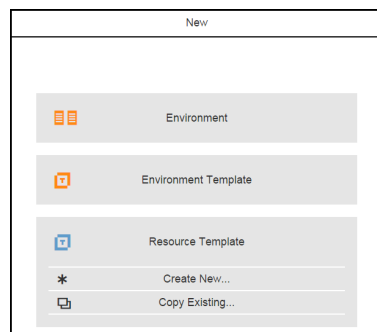 New
Environment
Environment Template
Resource Template
Create New...
Copy Existing...